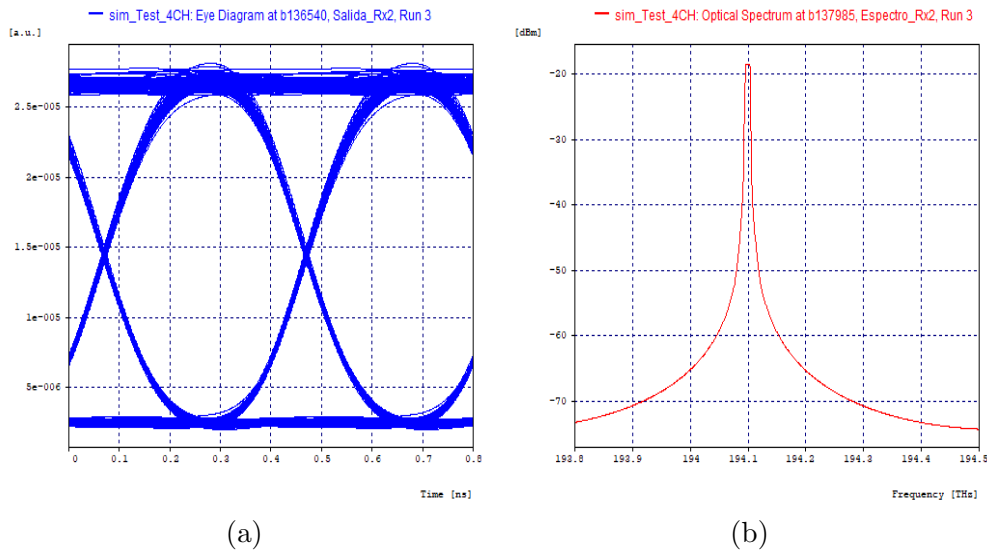 sim_Test_4CH: Eye Diagram at b136540, Salida_Rx2, Run 3
[a.u.]
2.5e-005
2e-005
1.5e-005
1e-005
5e-006
0 0.1 0.2 0.3 0.4 0.5 0.6 0.7 0.8
Time [ns]
(a)
sim_Test_4CH: Optical Spectrum at b137985, Espectro_Rx2, Run 3
[dBm]
-20
-30
-40
-50
-60
-70
193.8 193.9 194 194.1 194.2 194.3 194.4 194.5
Frequency [THz]
(b)